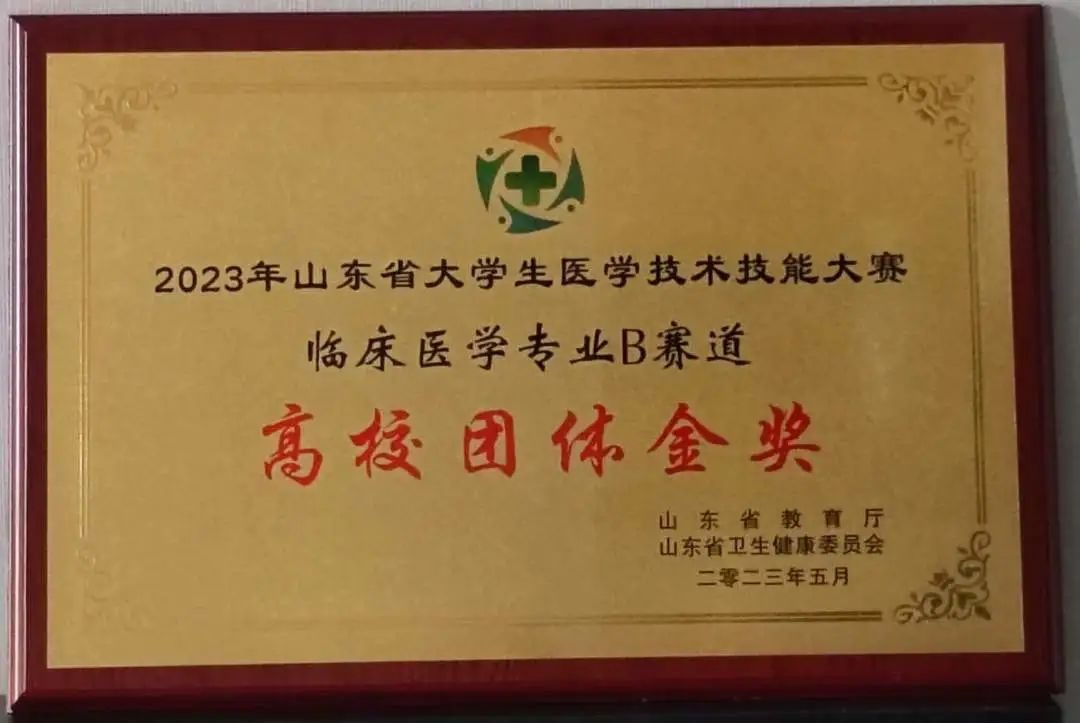 2023年山东省大学生医学技术技能大赛
临床医学专业B赛道
高校团体金奖
山东省教育厅
山东省卫生健康委员会
二零二三年五月